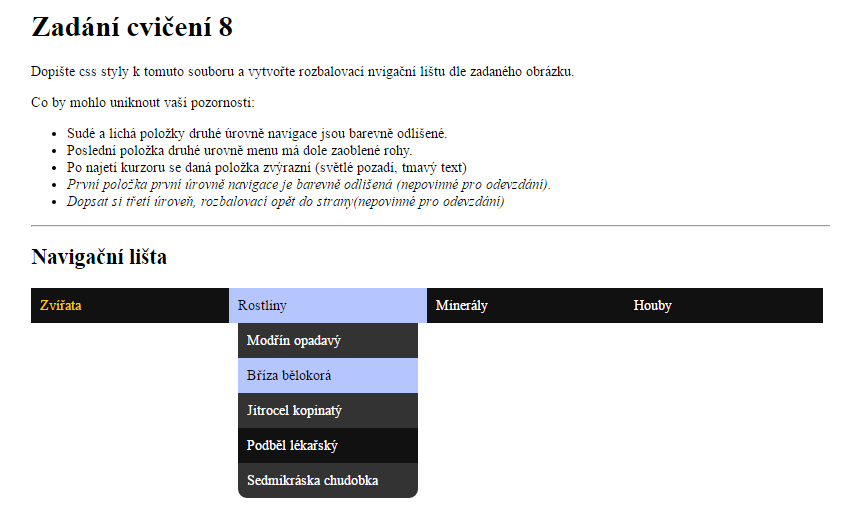 Zadání cvičení 8
Dopište css styly k tomuto souboru a vytvořte rozbalovací nvigační lištu dle zadaného obrázku.
Co by mohlo uniknout vaší pozornosti:
• Sudé a lichá položky druhé úrovně navigace jsou barevně odlišené.
• Poslední položka druhé urovně menu má dole zaoblené rohy.
• Po najetí kurzoru se daná položka zvýrazní (světlé pozadí, tmavý text)
• První položka první úrovně navigace je barevně odlišená (nepovinné pro odevzdání).
• Dopsat si třetí úroveň, rozbalovací opět do strany(nepovinné pro odevzdání)
Navigační lišta
Zvířata Rostliny Minerály Houby
Modřín opadavý
Bříza bělokorá
Jitrocel kopinatý
Podběl lékařský
Sedmikráska chudobka